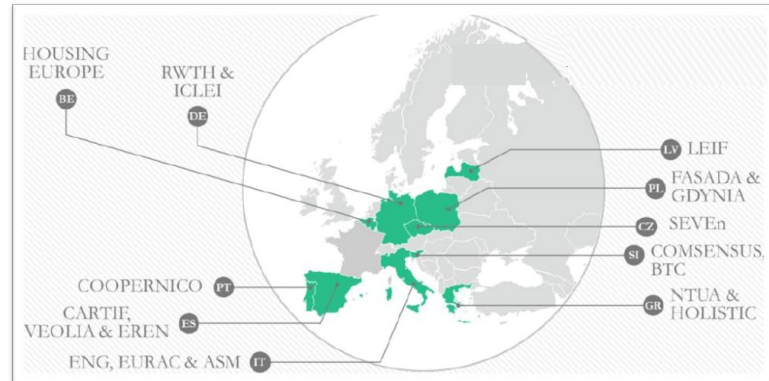 HOUSING
EUROPE
BE
RWTH &
ICLEI
DE
LV LEIF
PL FASADA &
GDYNIA
CZ SEVEn
SI COMSENSUS,
BTC
GR NTUA &
HOLISTIC
COOPERNICO PT
CARTIF,
VEOLIA & EREN ES
ENG, EURAC & ASM IT